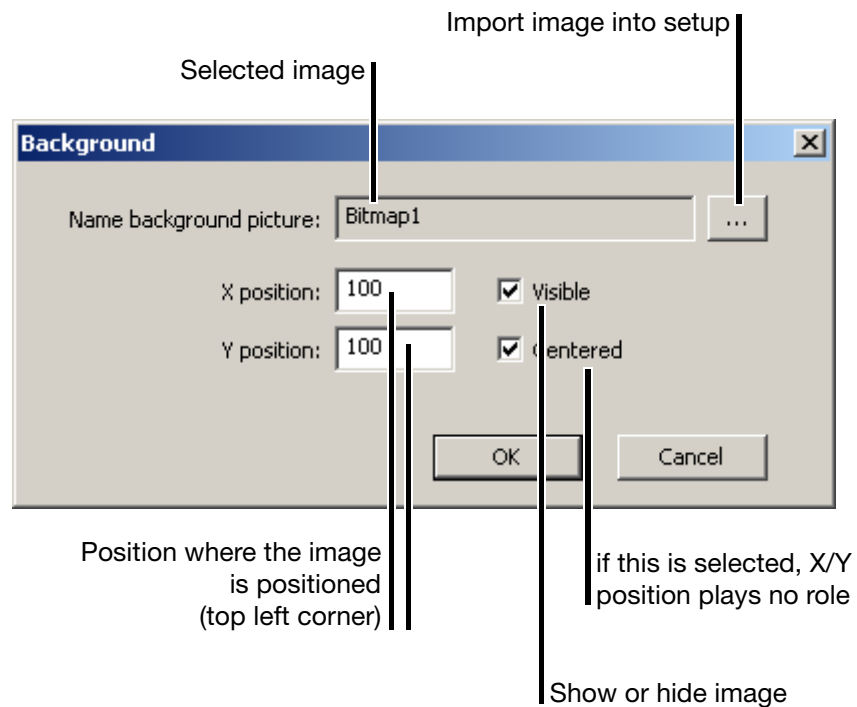 Import image into setup
Selected image
Background
Name background picture: Bitmap1 ...
X position: 100 Visible
Y position: 100 Centered
OK Cancel
Position where the image
is positioned
(top left corner)
if this is selected, X/Y
position plays no role
Show or hide image